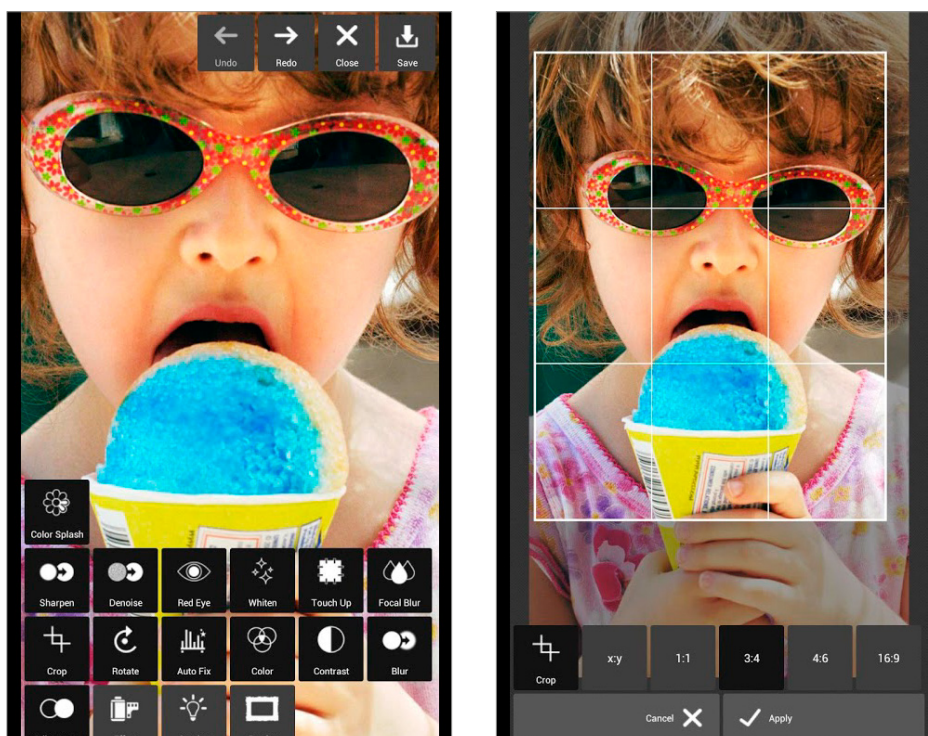 Undo Redo Close Save
Color Splash
Sharpen Denoise Red Eye Whiten Touch Up Focal Blur
Crop Rotate Auto Fix Color Contrast Blur
Crop x:y 1:1 3:4 4:6 16:9
Cancel Apply